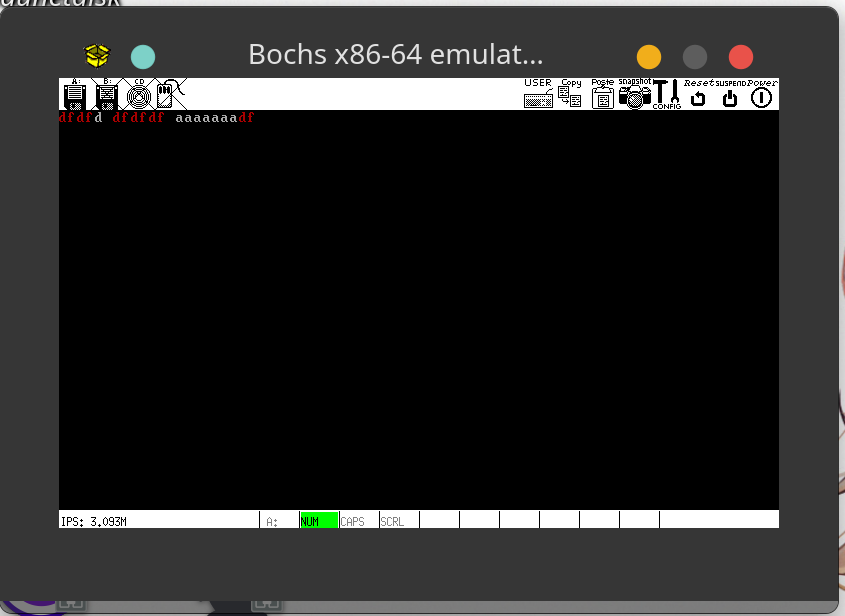 Bochs x86-64 emulat...
A: B: CD USER Copy Paste snapshot CONFIG Reset SUSPEND Power
dfdfd dfdfdf aaaaaaadf
IPS: 3.093M A: NUM CAPS SCRL